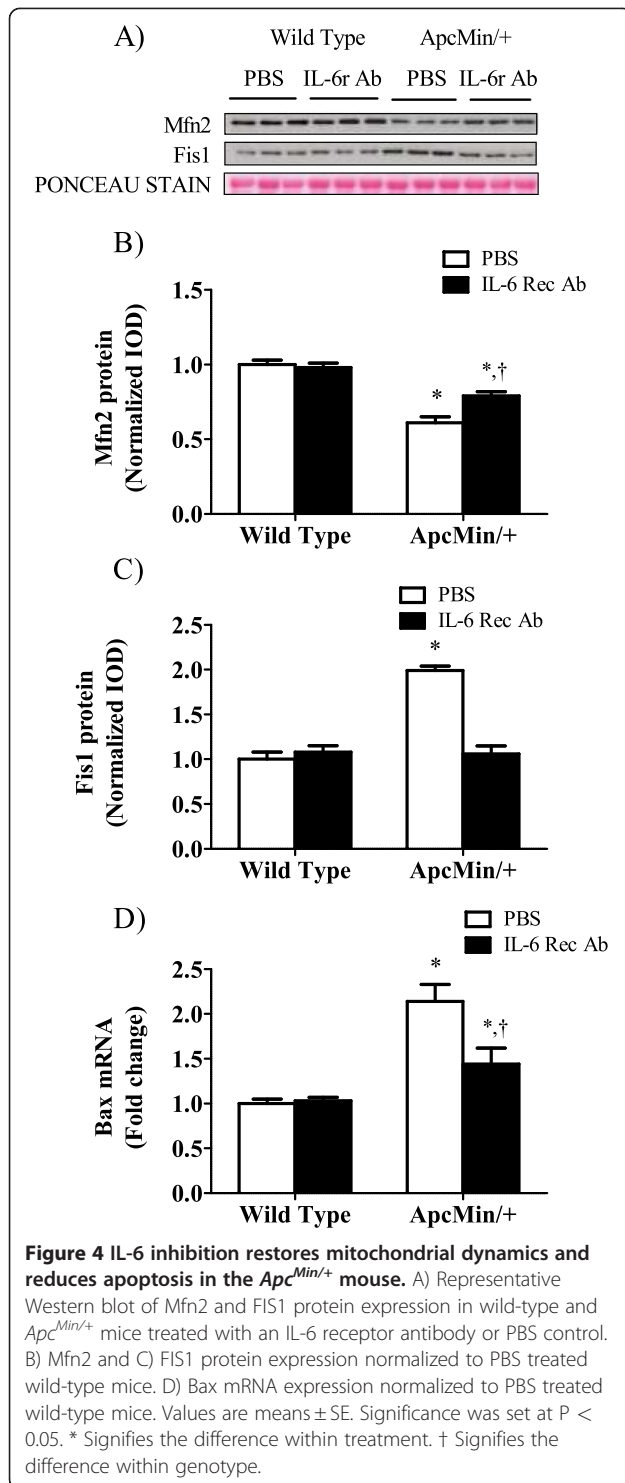 A)
Wild Type ApcMin/+
PBS IL-6r Ab PBS IL-6r Ab
Mfn2
Fis1
PONCEAU STAIN
B)
PBS
IL-6 Rec Ab
Mfn2 protein
(Normalized IOD)
1.5
1.0
0.5
0.0
*
*,†
Wild Type ApcMin/+
C)
PBS
IL-6 Rec Ab
Fis1 protein
(Normalized IOD)
2.5
2.0
1.5
1.0
0.5
0.0
*
Wild Type ApcMin/+
D)
PBS
IL-6 Rec Ab
Bax mRNA
(Fold change)
2.5
2.0
1.5
1.0
0.5
0.0
*
*,†
Wild Type ApcMin/+
Figure 4 IL-6 inhibition restores mitochondrial dynamics and
reduces apoptosis in the Apc^Min/+ mouse. A) Representative
Western blot of Mfn2 and FIS1 protein expression in wild-type and
Apc^Min/+ mice treated with an IL-6 receptor antibody or PBS control.
B) Mfn2 and C) FIS1 protein expression normalized to PBS treated
wild-type mice. D) Bax mRNA expression normalized to PBS treated
wild-type mice. Values are means ± SE. Significance was set at P <
0.05. * Signifies the difference within treatment. † Signifies the
difference within genotype.